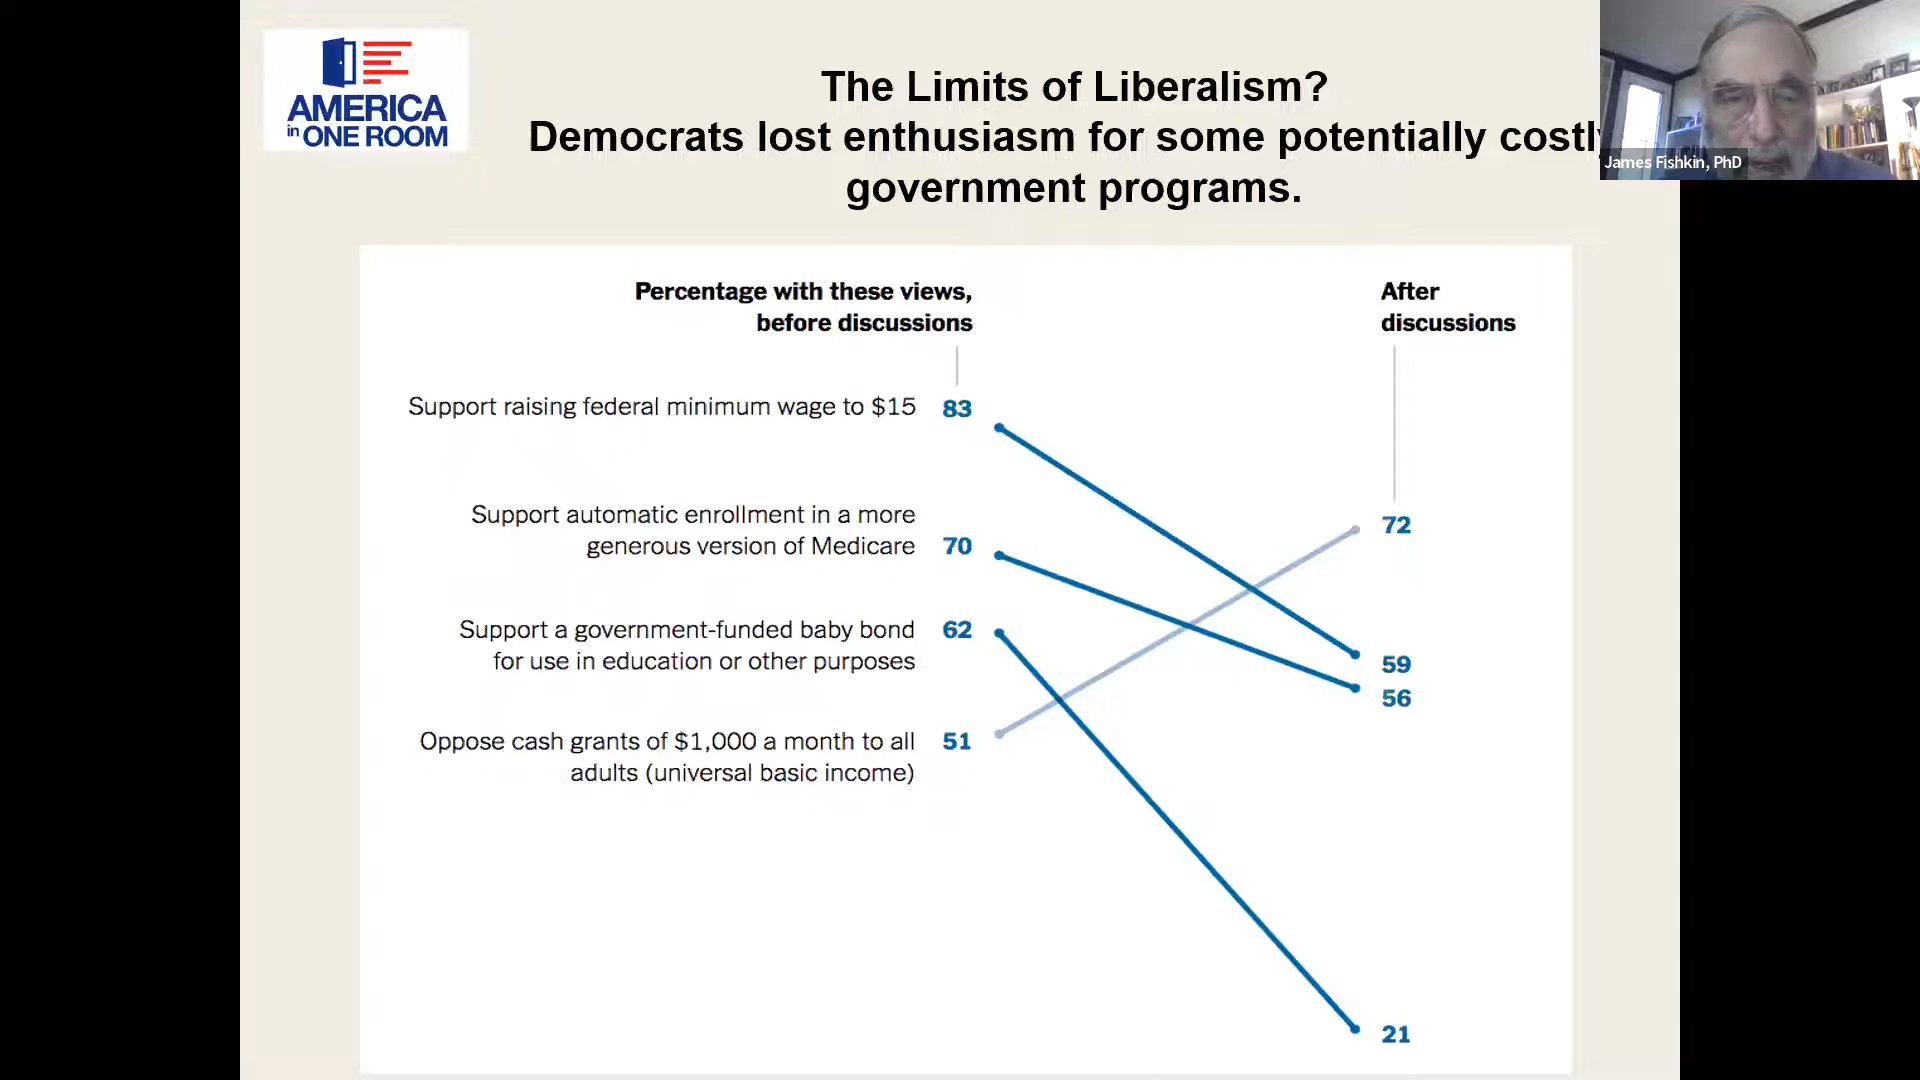 AMERICA
in ONE ROOM
The Limits of Liberalism?
Democrats lost enthusiasm for some potentially costl
government programs.
James Fishkin, PhD
Percentage with these views,
before discussions
After
discussions
Support raising federal minimum wage to $15 83
Support automatic enrollment in a more
generous version of Medicare 70
Support a government-funded baby bond 62
for use in education or other purposes
Oppose cash grants of $1,000 a month to all 51
adults (universal basic income)
72
59
56
21